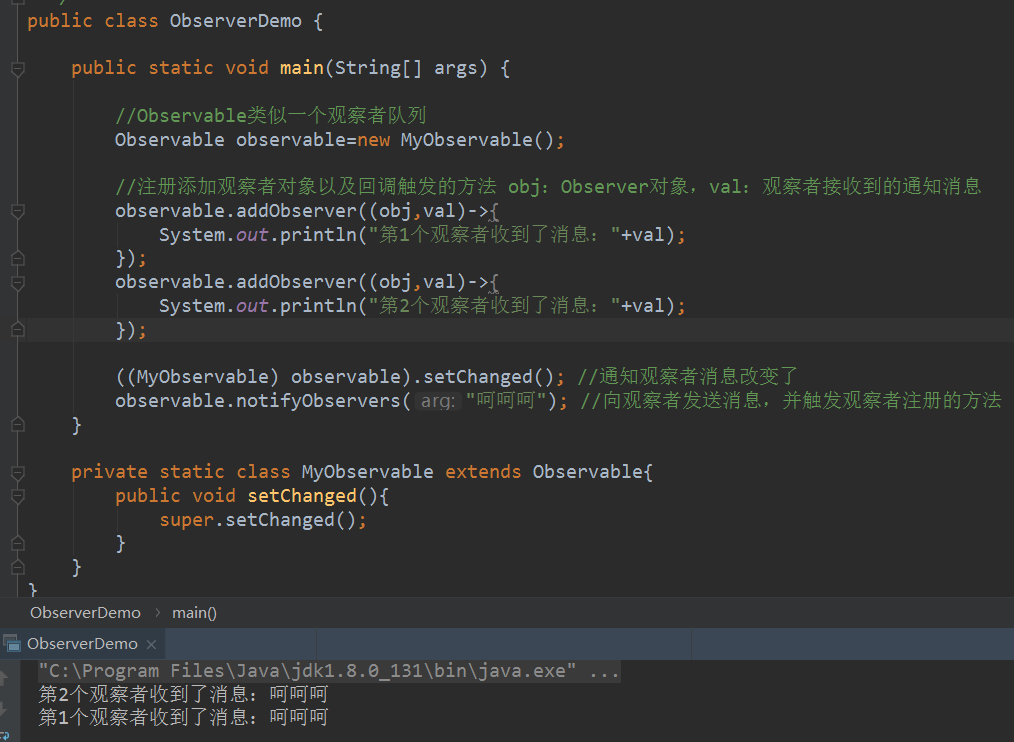 public class ObserverDemo {
public static void main(String[] args) {
//Observable类似一个观察者队列
Observable observable=new MyObservable();
//注册添加观察者对象以及回调触发的方法 obj：Observer对象，val：观察者接收到的通知消息
observable.addObserver((obj,val)->{
System.out.println("第1个观察者收到了消息："+val);
});
observable.addObserver((obj,val)->{
System.out.println("第2个观察者收到了消息："+val);
});
((MyObservable) observable).setChanged(); //通知观察者消息改变了
observable.notifyObservers( arg: "呵呵呵"); //向观察者发送消息，并触发观察者注册的方法
}
private static class MyObservable extends Observable{
public void setChanged(){
super.setChanged();
}
}
}
ObserverDemo › main()
ObserverDemo ×
"C:\Program Files\Java\jdk1.8.0_131\bin\java.exe" ...
第2个观察者收到了消息：呵呵呵
第1个观察者收到了消息：呵呵呵